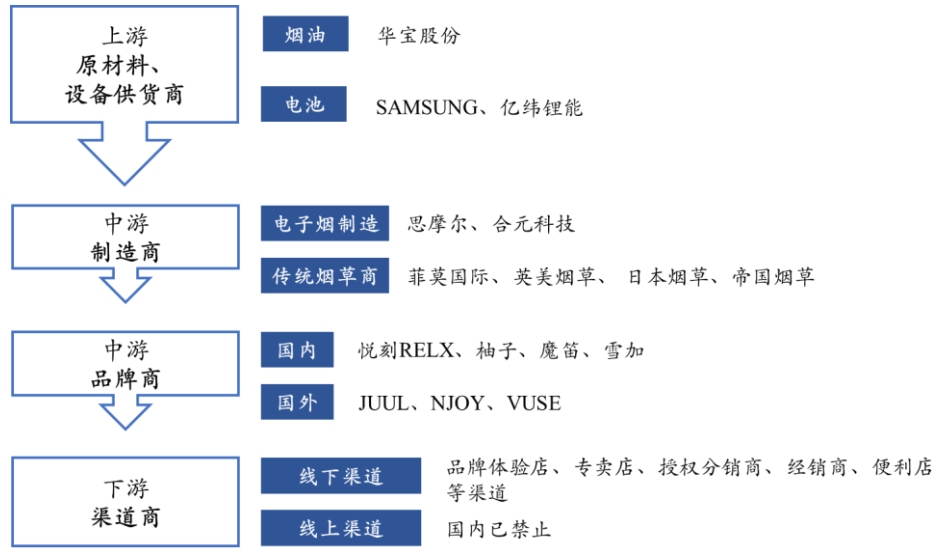 上游
原材料、
设备供货商
烟油
华宝股份
电池
SAMSUNG、亿纬锂能
中游
制造商
电子烟制造
思摩尔、合元科技
传统烟草商
菲莫国际、英美烟草、 日本烟草、帝国烟草
中游
品牌商
国内
悦刻RELX、柚子、魔笛、雪加
国外
JUUL、NJOY、VUSE
下游
渠道商
线下渠道
品牌体验店、专卖店、授权分销商、经销商、便利店
等渠道
线上渠道
国内已禁止